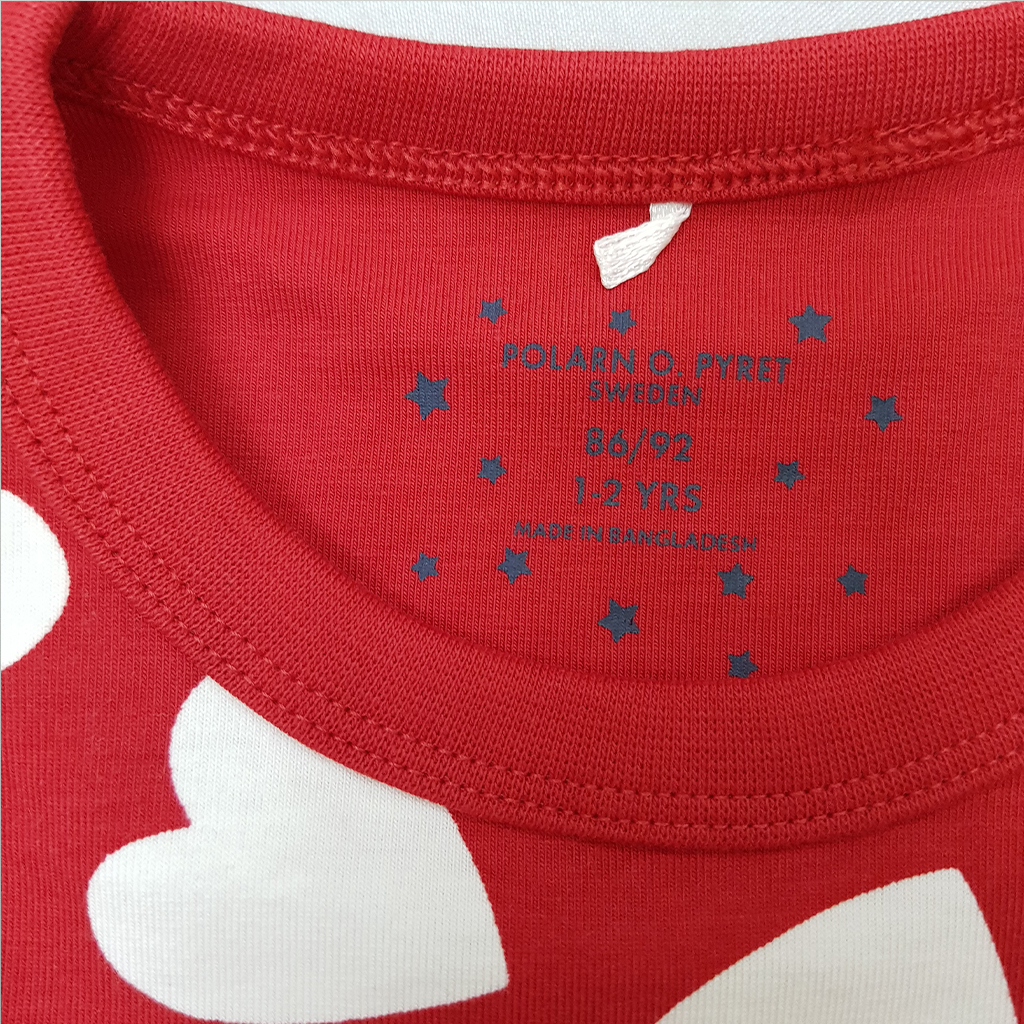 POLARN O. PYRET
SWEDEN
86/92
1-2 YRS
MADE IN BANGLADESH